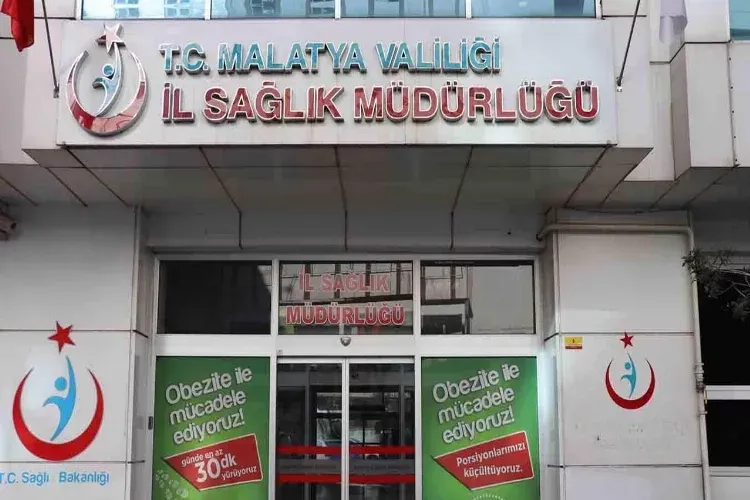 T.C. MALATYA VALİLİĞİ
İL SAĞLIK MÜDÜRLÜĞÜ
İL SAĞLIK
MÜDÜRLÜĞÜ
Obezite ile
mücadele
ediyoruz!
günde en az
30dk
yürüyoruz
Obezite ile
mücadele
ediyoruz!
Porsiyonlarımızı
küçültüyoruz.
T.C. Sağlı Bakanlığı